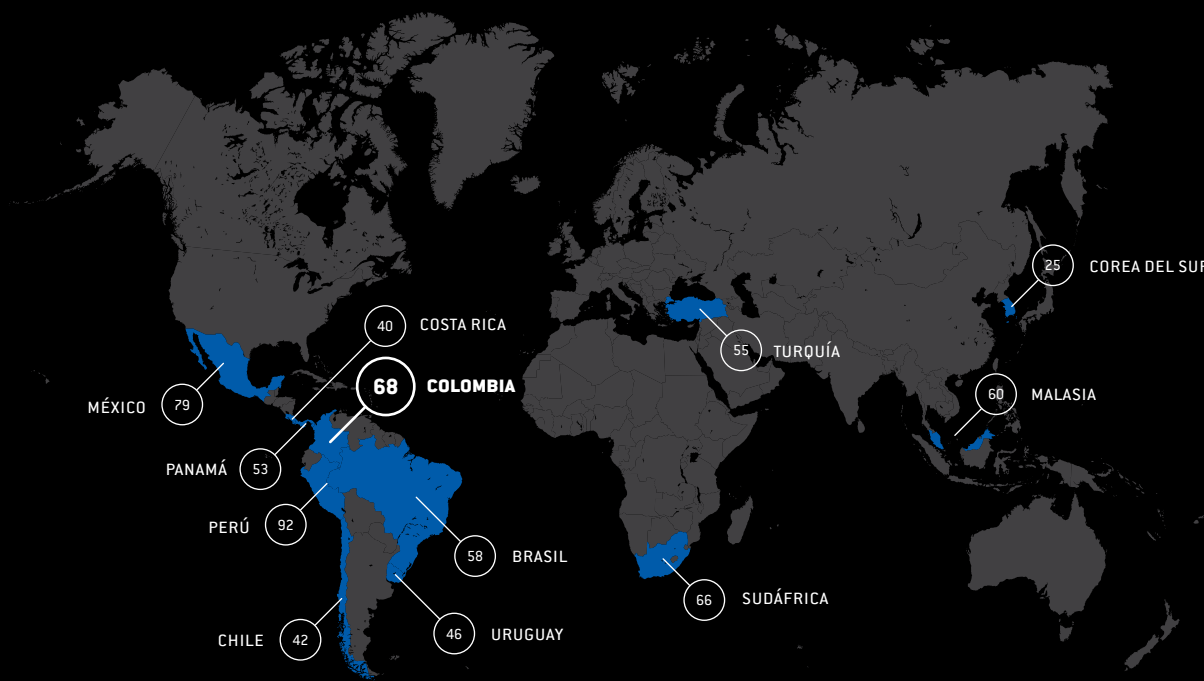 25 COREA DEL SUR
40 COSTA RICA
55 TURQUÍA
68 COLOMBIA
60 MALASIA
MÉXICO 79
PANAMÁ 53
PERÚ 92
58 BRASIL
66 SUDÁFRICA
CHILE 42
46 URUGUAY